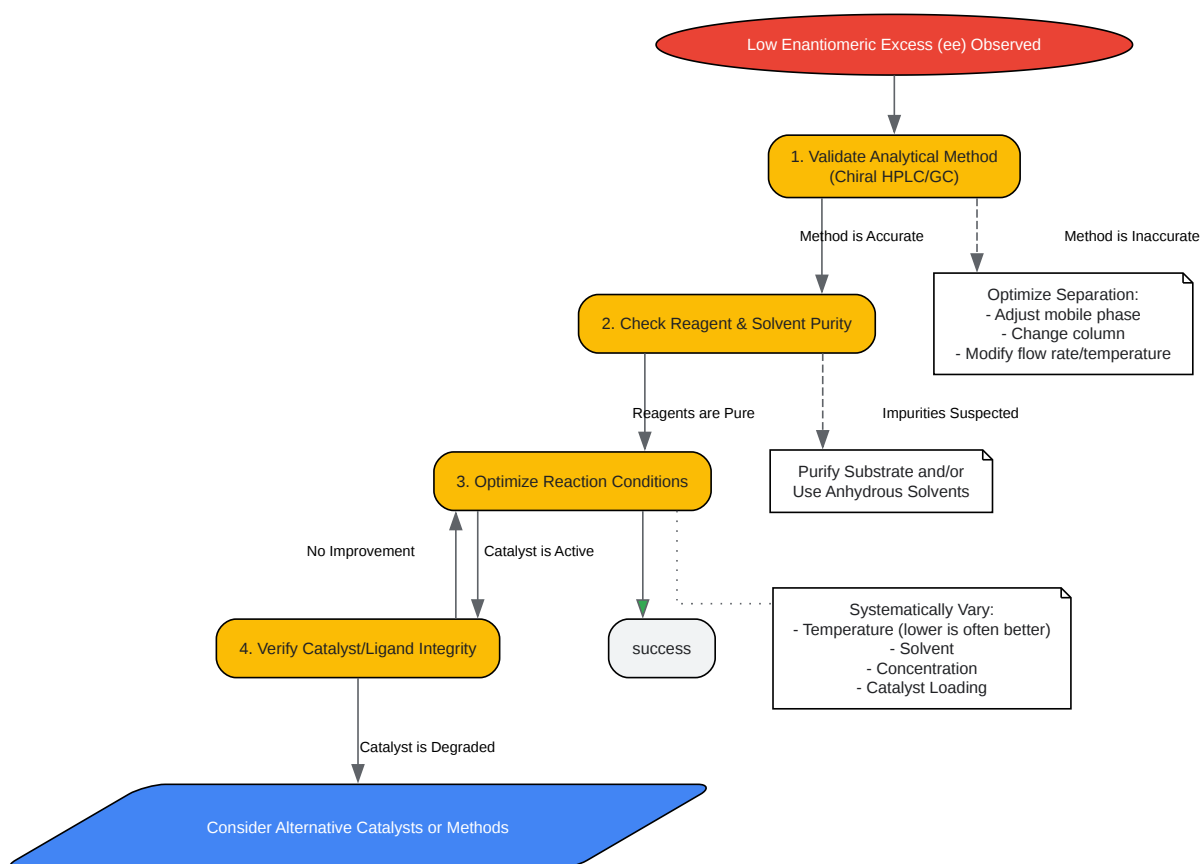 Low Enantiomeric Excess (ee) Observed
1. Validate Analytical Method
(Chiral HPLC/GC)
Method is Accurate
Method is Inaccurate
Optimize Separation:
- Adjust mobile phase
- Change column
- Modify flow rate/temperature
2. Check Reagent & Solvent Purity
Reagents are Pure
Impurities Suspected
Purify Substrate and/or
Use Anhydrous Solvents
3. Optimize Reaction Conditions
No Improvement
Catalyst is Active
Systematically Vary:
- Temperature (lower is often better)
- Solvent
- Concentration
- Catalyst Loading
4. Verify Catalyst/Ligand Integrity
success
Catalyst is Degraded
Consider Alternative Catalysts or Methods